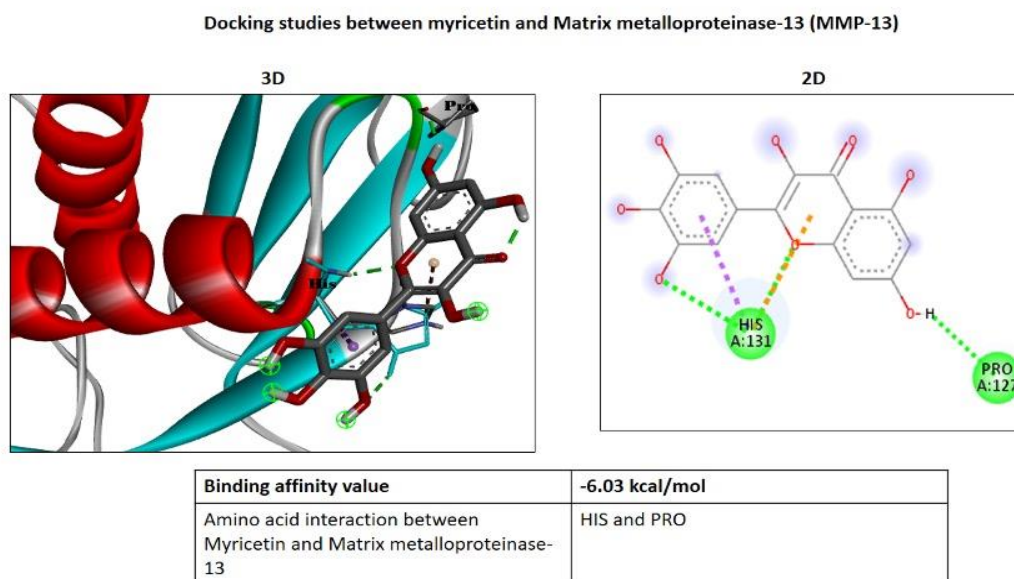 Docking studies between myricetin and Matrix metalloproteinase-13 (MMP-13)
3D
2D
Pro
His
O
O
O
O
O
O
O
O
O
H
HIS
A:131
PRO
A:127
Binding affinity value
-6.03 kcal/mol
Amino acid interaction between
Myricetin and Matrix metalloproteinase-
13
HIS and PRO